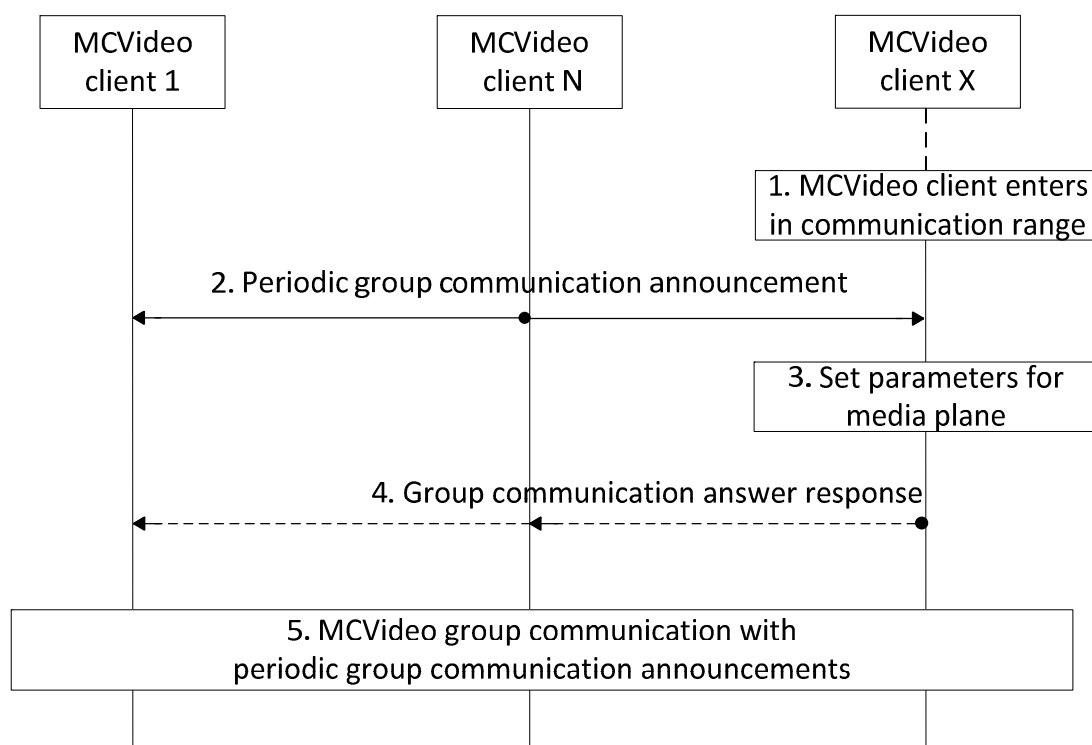 MCVideo
client 1
MCVideo
client N
MCVideo
client X
1. MCVideo client enters
in communication range
2. Periodic group communication announcement
3. Set parameters for
media plane
4. Group communication answer response
5. MCVideo group communication with
periodic group communication announcements